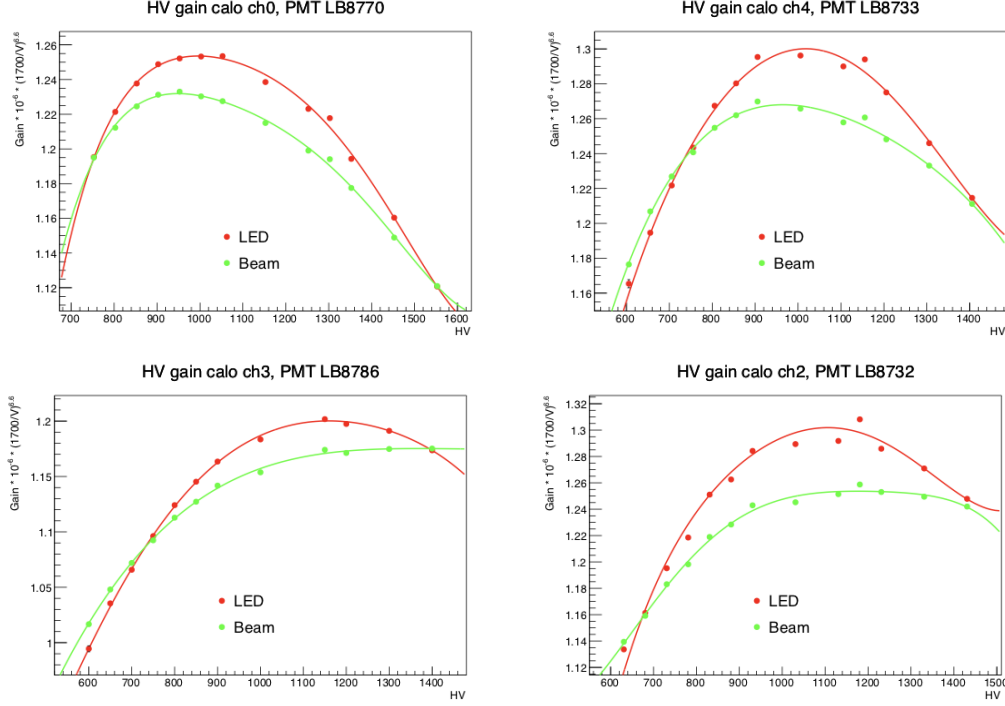 HV gain calo ch0, PMT LB8770
Gain * 10^-6 * (1700/V)^6.6
1.26
1.24
1.22
1.2
1.18
1.16
1.14
1.12
LED
Beam
700 800 900 1000 1100 1200 1300 1400 1500 1600
HV
HV gain calo ch4, PMT LB8733
Gain * 10^-6 * (1700/V)^6.6
1.3
1.28
1.26
1.24
1.22
1.2
1.18
1.16
LED
Beam
600 700 800 900 1000 1100 1200 1300 1400
HV
HV gain calo ch3, PMT LB8786
Gain * 10^-6 * (1700/V)^6.6
1.2
1.15
1.1
1.05
1
LED
Beam
600 700 800 900 1000 1100 1200 1300 1400
HV
HV gain calo ch2, PMT LB8732
Gain * 10^-6 * (1700/V)^6.6
1.32
1.3
1.28
1.26
1.24
1.22
1.2
1.18
1.16
1.14
1.12
LED
Beam
600 700 800 900 1000 1100 1200 1300 1400 1500
HV